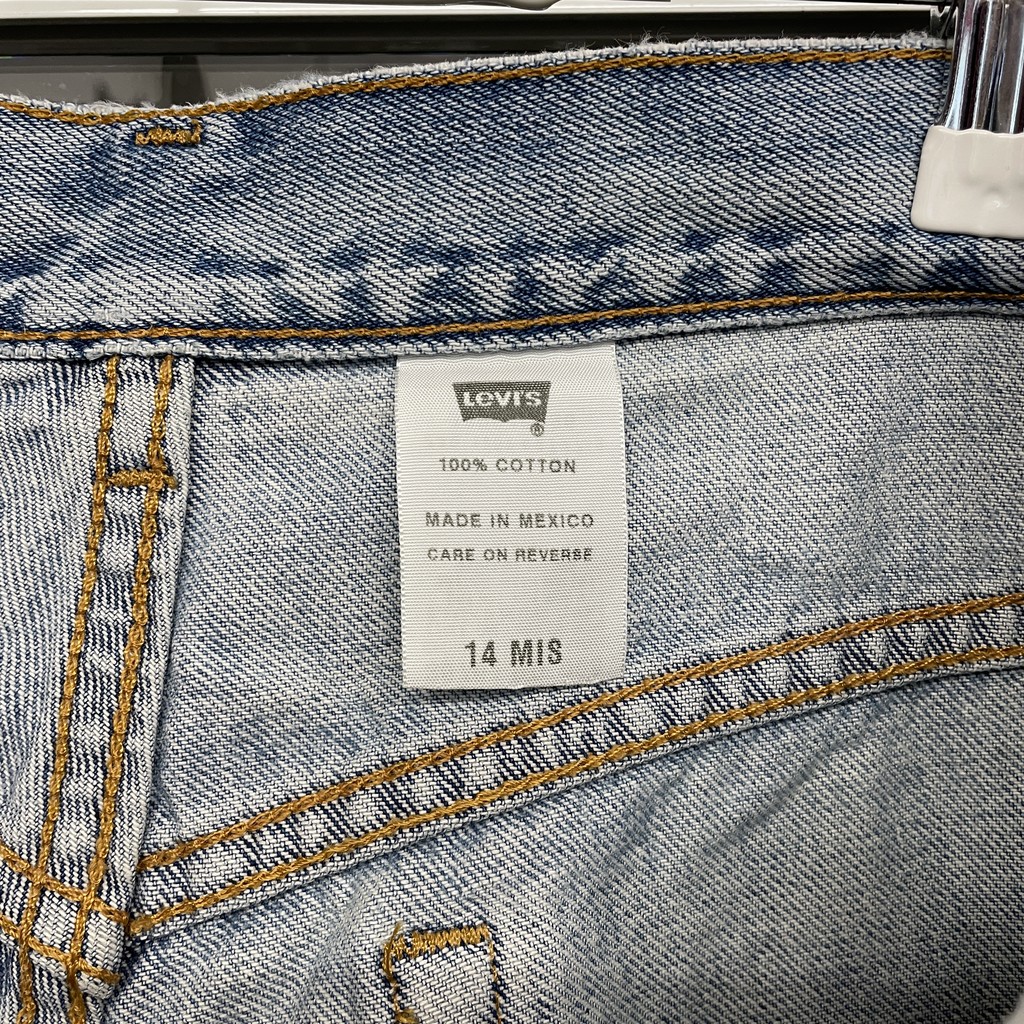 LEVI'S
®
100% COTTON
MADE IN MEXICO
CARE ON REVERSE
14 MIS